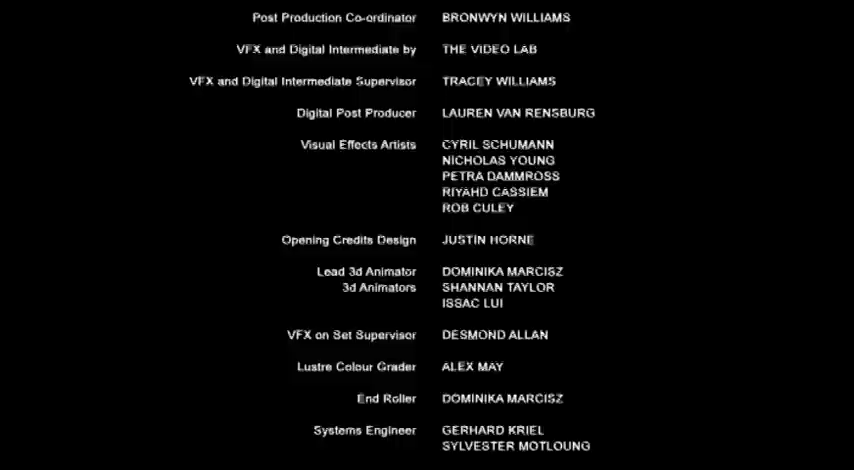 Post Production Co-ordinator BRONWYN WILLIAMS
VFX and Digital Intermediate by THE VIDEO LAB
VFX and Digital Intermediate Supervisor TRACEY WILLIAMS
Digital Post Producer LAUREN VAN RENSBURG
Visual Effects Artists CYRIL SCHUMANN
NICHOLAS YOUNG
PETRA DAMMROSS
RIYAHD CASSIEM
ROB CULEY
Opening Credits Design JUSTIN HORNE
Lead 3d Animator DOMINIKA MARCISZ
3d Animators SHANNAN TAYLOR
ISSAC LUI
VFX on Set Supervisor DESMOND ALLAN
Lustre Colour Grader ALEX MAY
End Roller DOMINIKA MARCISZ
Systems Engineer GERHARD KRIEL
SYLVESTER MOTLOUNG